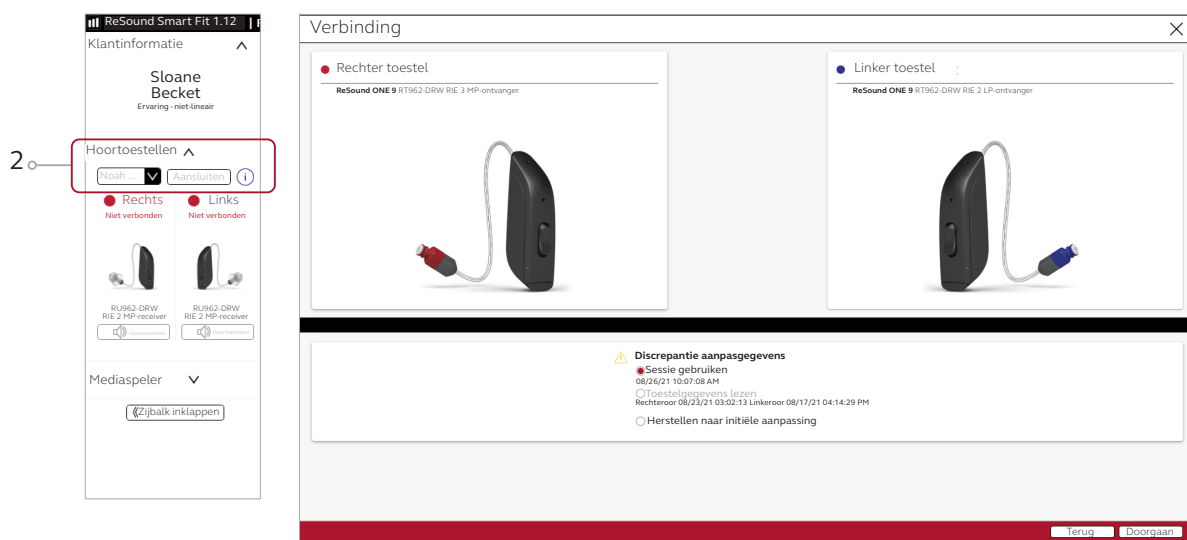 ReSound Smart Fit 1.12
Klantinformatie
Sloane
Becket
Ervaring - niet-lineair
2
Hoortoestellen
Noah ...
Aansluiten
i
Rechts
Links
Niet verbonden
Niet verbonden
RU962-DRW
RIE 2 MP-receiver
RU962-DRW
RIE 2 MP-receiver
Mediaspeler
Zijbalk inklappen
Verbinding
Rechter toestel
ReSound ONE 9 RT962-DRW RIE 3 MP-ontvanger
Linker toestel :
ReSound ONE 9 RT962-DRW RIE 2 LP-ontvanger
Discrepantie aanpasgegevens
Sessie gebruiken
08/26/21 10:07:08 AM
Toestelgegevens lezen
Rechteroor 08/23/21 03:02:13 Linkeroor 08/17/21 04:14:29 PM
Herstellen naar initiële aanpassing
Terug
Doorgaan